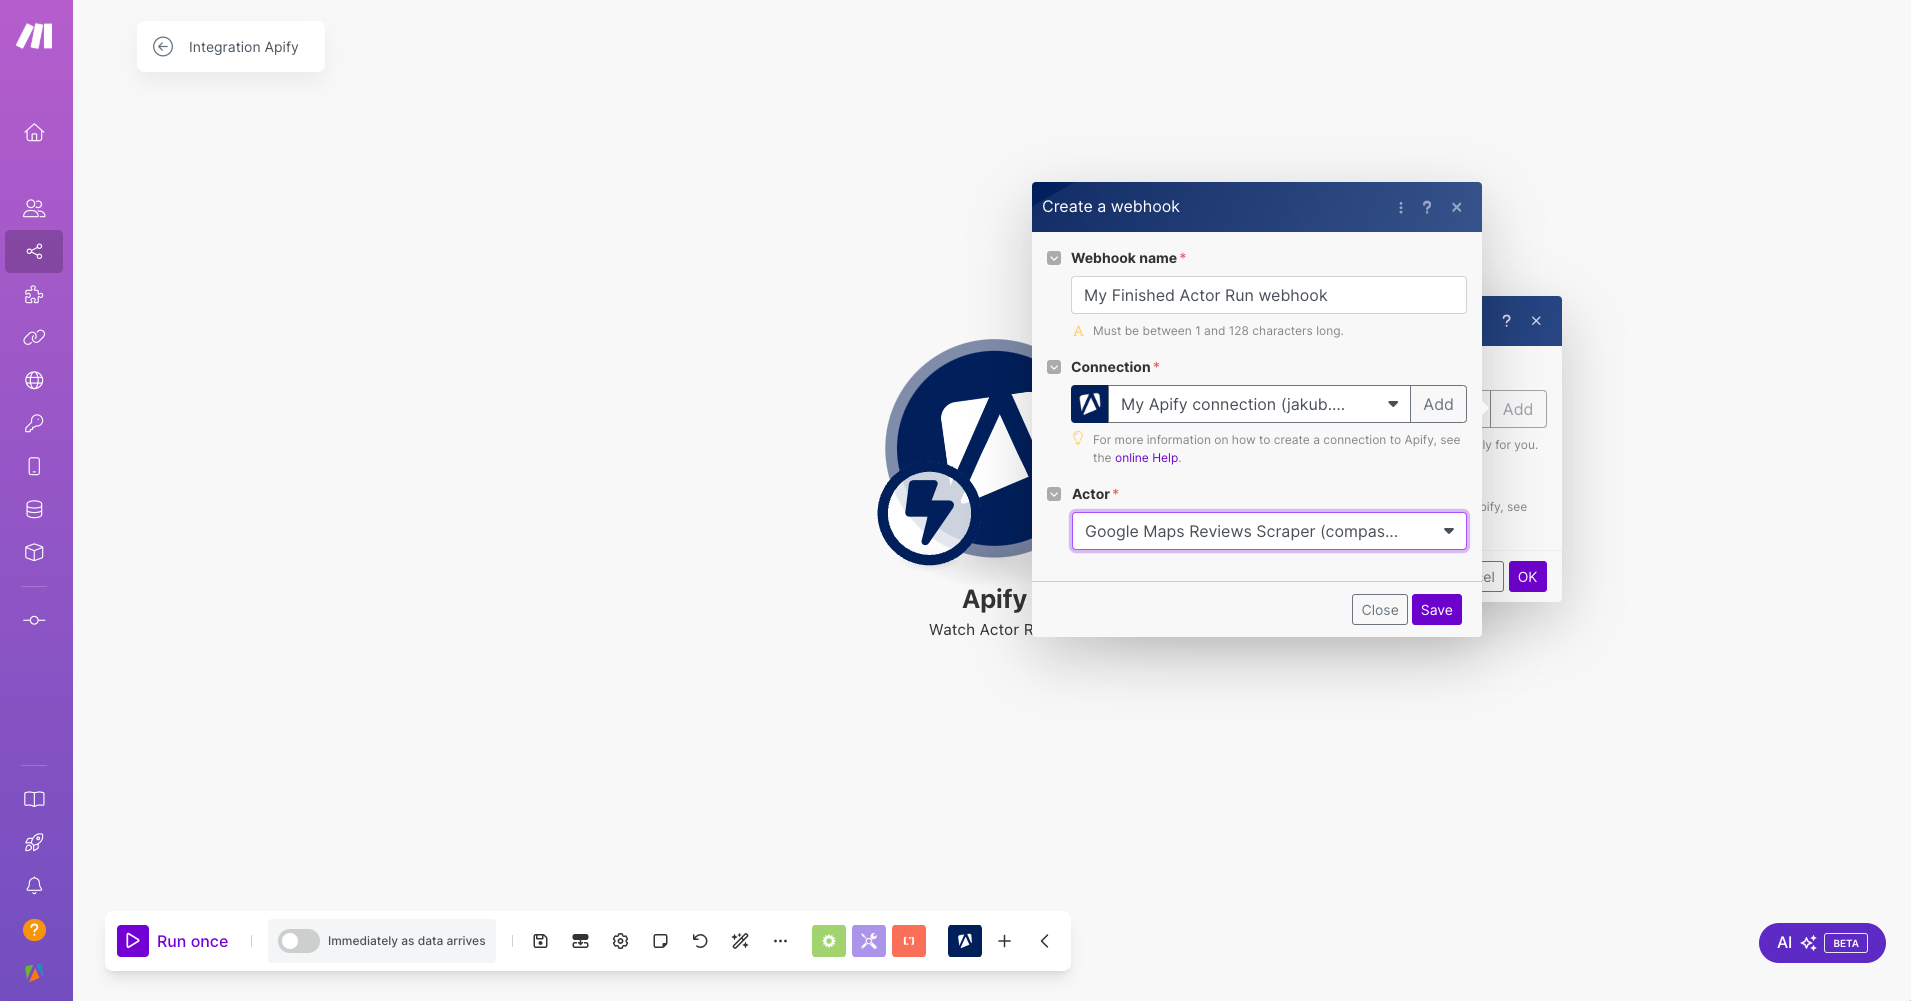 Integration Apify
Create a webhook
Webhook name *
My Finished Actor Run webhook
Must be between 1 and 128 characters long.
Connection *
My Apify connection (jakub....
Add
For more information on how to create a connection to Apify, see
the online Help.
Actor *
Google Maps Reviews Scraper (compas...
Close
Save
Add
for you.
see
OK
Apify
Watch Actor
Run once
Immediately as data arrives
AI
BETA